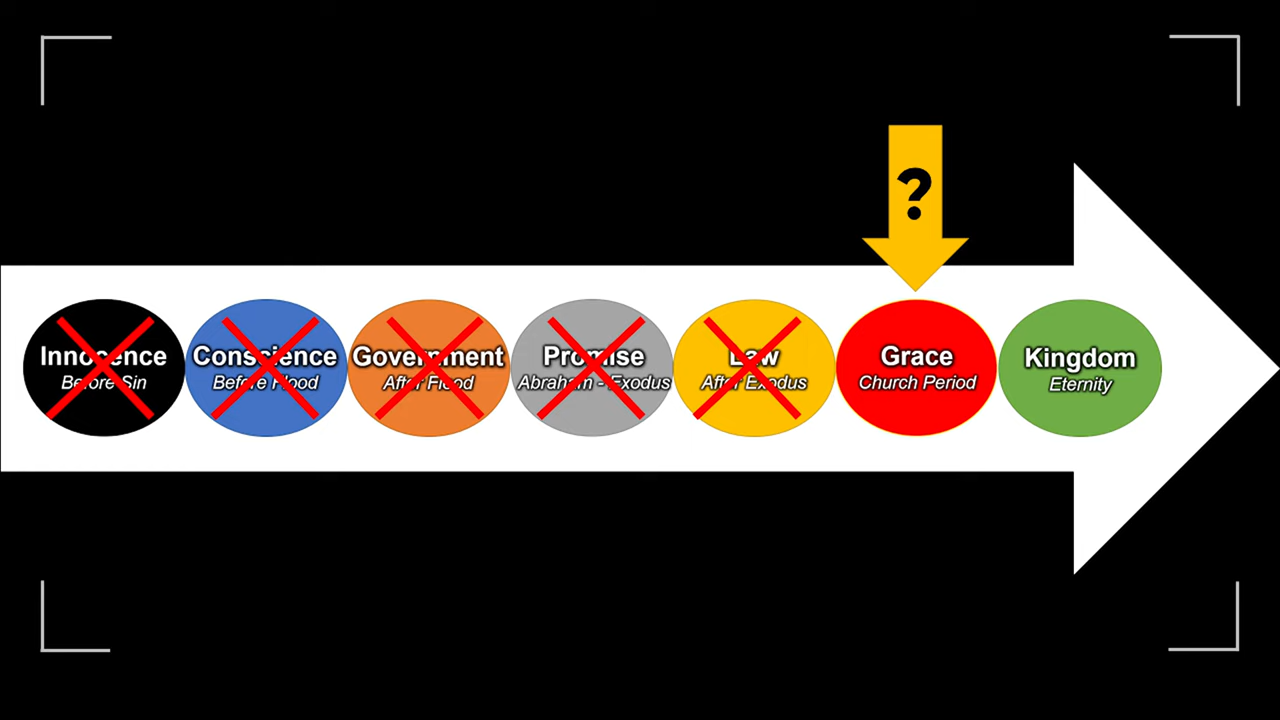 ?
Innocence
Before Sin
Conscience
Before Flood
Government
After Flood
Promise
Abraham - Exodus
Law
After Exodus
Grace
Church Period
Kingdom
Eternity